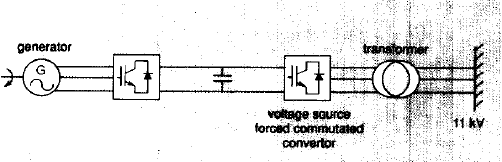 generator
transformer
G
voltage source
forced commutated
convertor
11 kV